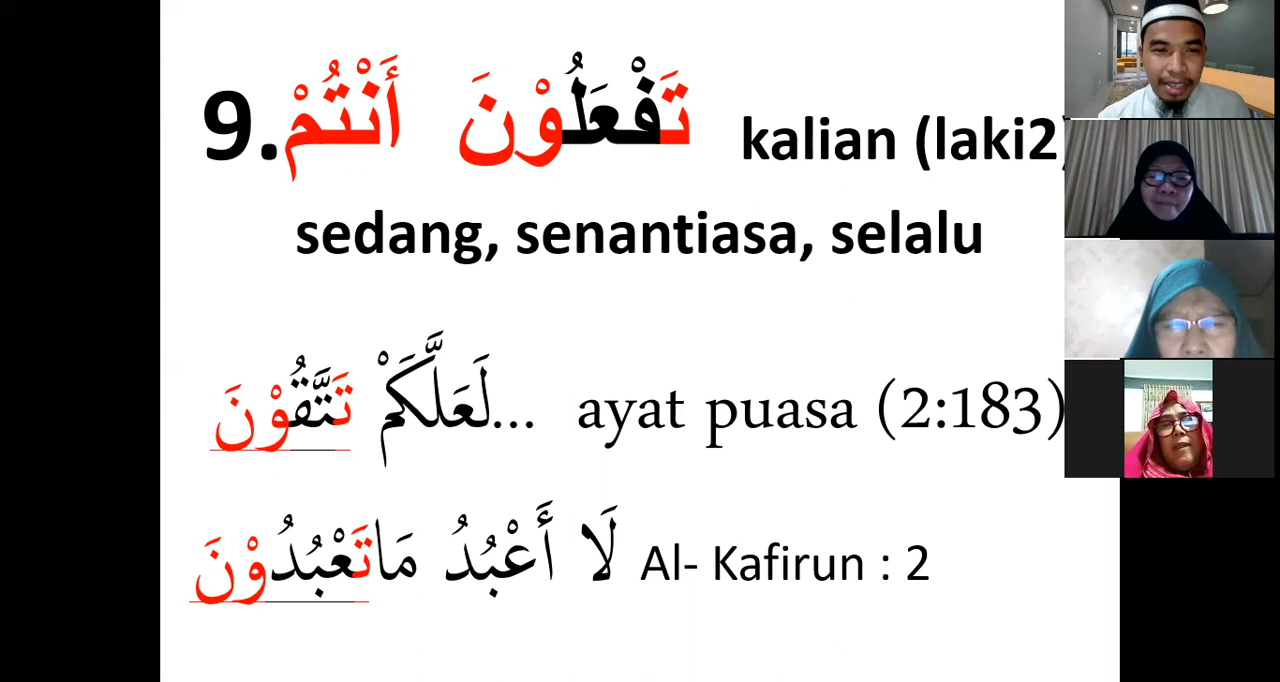 9. أَنْتُمْ تَفْعَلُوْنَ kalian (laki2)
sedang, senantiasa, selalu
...لَعَلَّكَمْ تَتَّقُوْنَ ayat puasa (2:183)
لَا أَعْبُدُ مَاتَعْبُدُوْنَ Al- Kafirun : 2